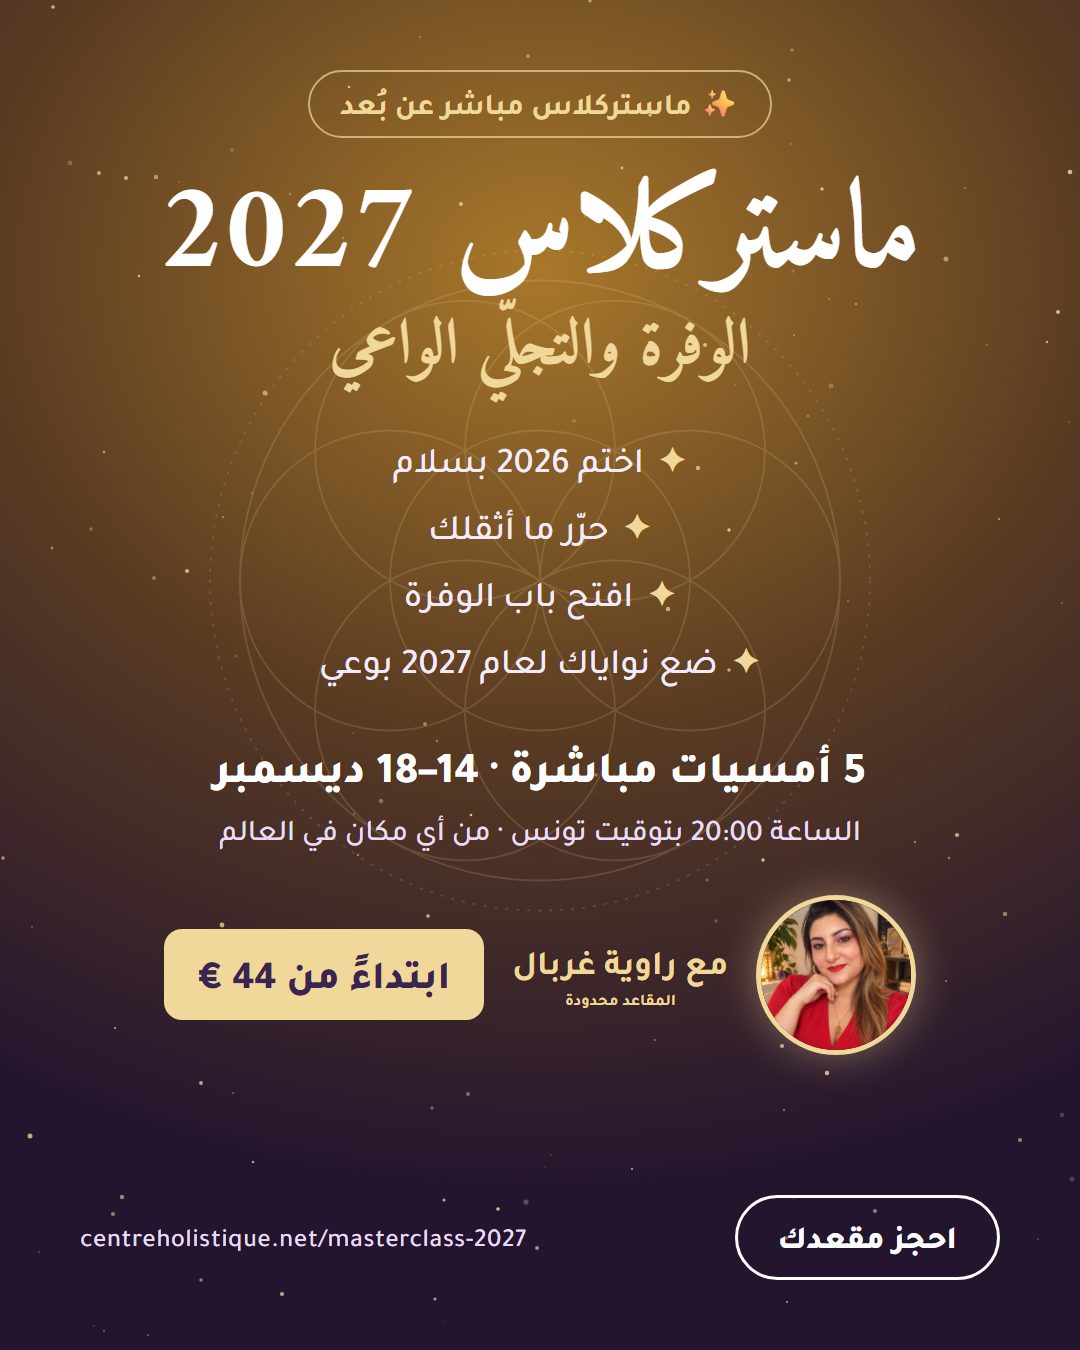 ✨ ماستركلاس مباشر عن بُعد
ماستركلاس 2027
الوفرة والتجلّي الواعي
✦ اختم 2026 بسلام
✦ حرّر ما أثقلك
✦ افتح باب الوفرة
✦ ضع نواياك لعام 2027 بوعي
5 أمسيات مباشرة · 14–18 ديسمبر
الساعة 20:00 بتوقيت تونس · من أي مكان في العالم
مع راوية غربال
المقاعد محدودة
ابتداءً من 44 €
احجز مقعدك
centreholistique.net/masterclass-2027